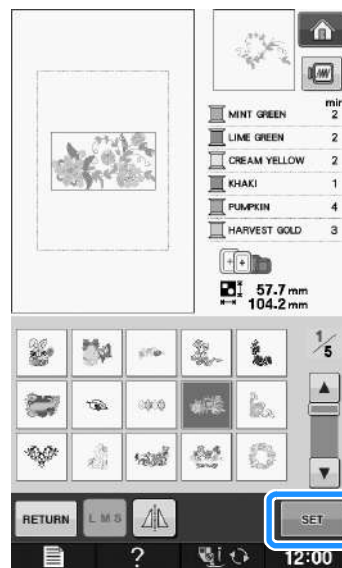 min
MINT GREEN 2
LIME GREEN 2
CREAM YELLOW 2
KHAKI 1
PUMPKIN 4
HARVEST GOLD 3
57.7 mm
104.2 mm
1/5
RETURN L M S SET
? 12:00